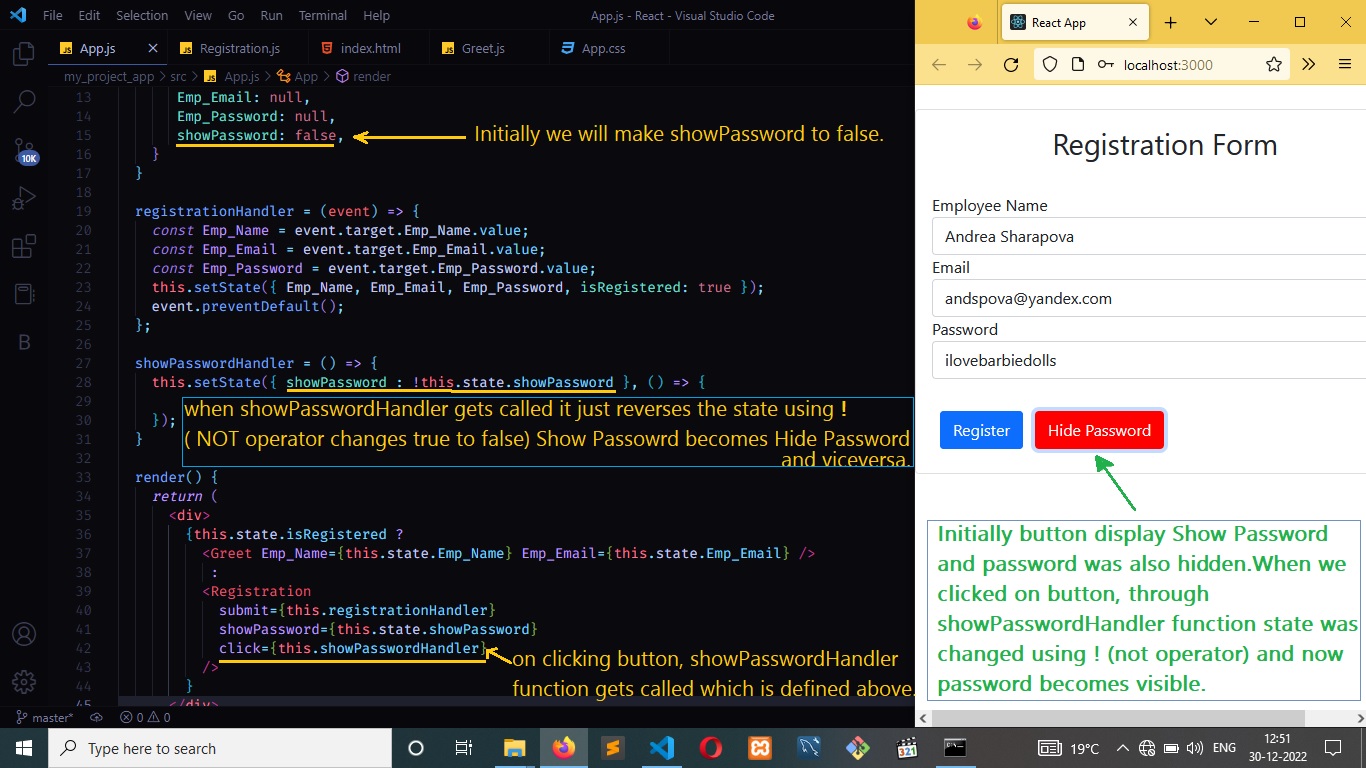 File Edit Selection View Go Run Terminal Help App.js - React - Visual Studio Code
App.js Registration.js index.html Greet.js App.css
my_project_app > src > App.js > App > render
13 Emp_Email: null,
14 Emp_Password: null,
15 showPassword: false,
Initially we will make showPassword to false.
16 }
17 }
18
19 registrationHandler = (event) => {
20 const Emp_Name = event.target.Emp_Name.value;
21 const Emp_Email = event.target.Emp_Email.value;
22 const Emp_Password = event.target.Emp_Password.value;
23 this.setState({ Emp_Name, Emp_Email, Emp_Password, isRegistered: true });
24 event.preventDefault();
25 };
26
27 showPasswordHandler = () => {
28 this.setState({ showPassword : !this.state.showPassword }, () => {
29
30 });
31 }
32
when showPasswordHandler gets called it just reverses the state using !
( NOT operator changes true to false) Show Passowrd becomes Hide Password
and viceversa.
33 render() {
34 return (
35 <div>
36 {this.state.isRegistered ?
37 <Greet Emp_Name={this.state.Emp_Name} Emp_Email={this.state.Emp_Email} />
38 :
39 <Registration
40 submit={this.registrationHandler}
41 showPassword={this.state.showPassword}
42 click={this.showPasswordHandler}
43 />
44 }
45 </div>
on clicking button, showPasswordHandler
function gets called which is defined above.
10K
B
master* 0 0
React App
localhost:3000
Registration Form
Employee Name
Andrea Sharapova
Email
andspova@yandex.com
Password
ilovebarbiedolls
Register Hide Password
Initially button display Show Password
and password was also hidden.When we
clicked on button, through
showPasswordHandler function state was
changed using ! (not operator) and now
password becomes visible.
Type here to search
321
19°C ENG 12:51
30-12-2022